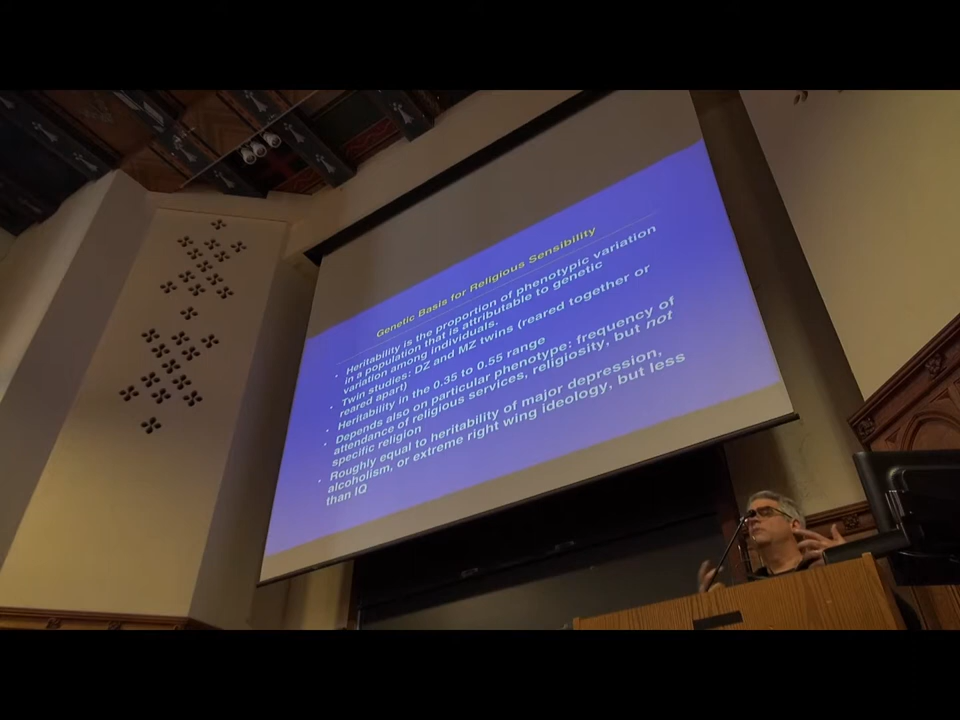 Genetic Basis for Religious Sensibility
• Heritability is the proportion of phenotypic variation
in a population that is attributable to genetic
variation among individuals.
• Twin studies: DZ and MZ twins (reared together or
reared apart)
• Heritability in the 0.35 to 0.55 range
• Depends also on particular phenotype: frequency of
attendance of religious services, religiosity, but not
specific religion
• Roughly equal to heritability of major depression,
alcoholism, or extreme right wing ideology, but less
than IQ